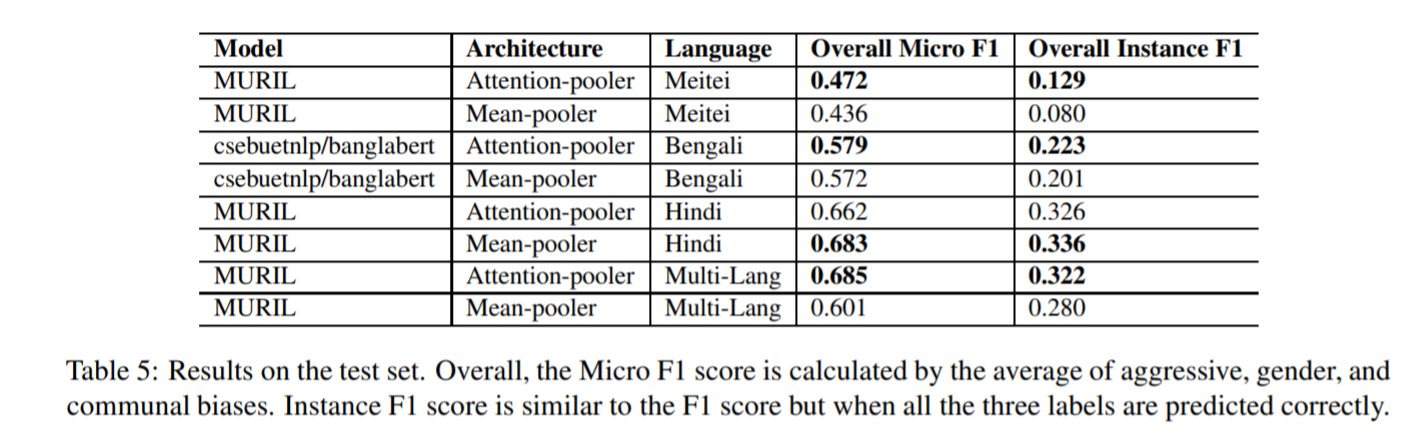 Model Architecture Language Overall Micro F1 Overall Instance F1
MURIL Attention-pooler Meitei 0.472 0.129
MURIL Mean-pooler Meitei 0.436 0.080
csebuetnlp/banglabert Attention-pooler Bengali 0.579 0.223
csebuetnlp/banglabert Mean-pooler Bengali 0.572 0.201
MURIL Attention-pooler Hindi 0.662 0.326
MURIL Mean-pooler Hindi 0.683 0.336
MURIL Attention-pooler Multi-Lang 0.685 0.322
MURIL Mean-pooler Multi-Lang 0.601 0.280
Table 5: Results on the test set. Overall, the Micro F1 score is calculated by the average of aggressive, gender, and
communal biases. Instance F1 score is similar to the F1 score but when all the three labels are predicted correctly.